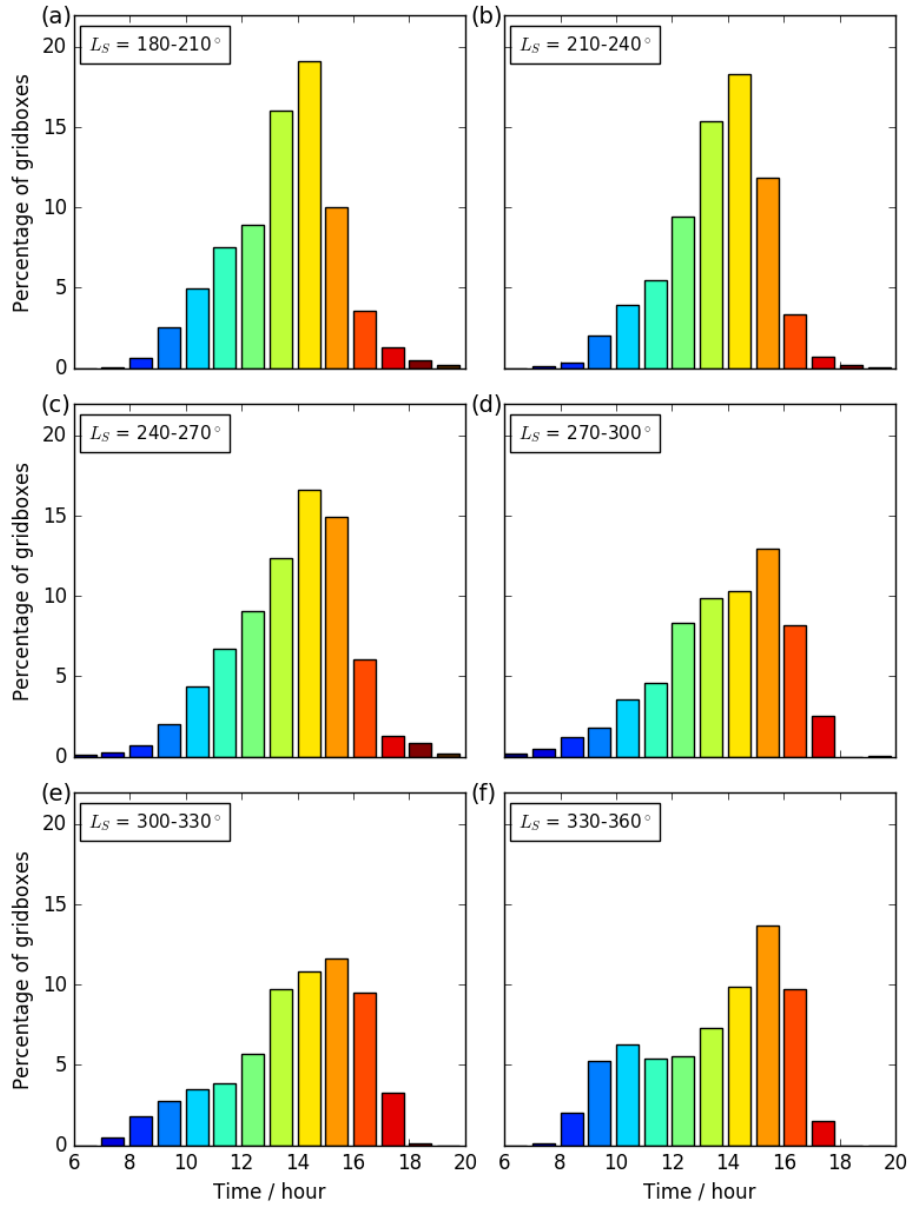 (a)
L_S = 180-210°
20
15
10
5
0
Percentage of gridboxes
(b)
L_S = 210-240°
(c)
L_S = 240-270°
20
15
10
5
0
Percentage of gridboxes
(d)
L_S = 270-300°
(e)
L_S = 300-330°
20
15
10
5
0
Percentage of gridboxes
6 8 10 12 14 16 18 20
Time / hour
(f)
L_S = 330-360°
6 8 10 12 14 16 18 20
Time / hour